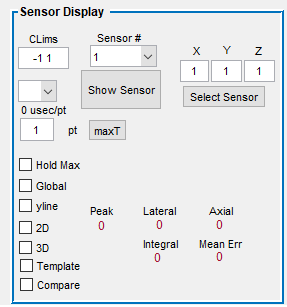 Sensor Display
CLims
Sensor #
X Y Z
-1 1
1
1 1 1
Show Sensor
Select Sensor
0 usec/pt
1 pt maxT
Hold Max
Global
yline
Peak Lateral Axial
2D
0 0 0
3D
Integral Mean Err
Template
0 0
Compare